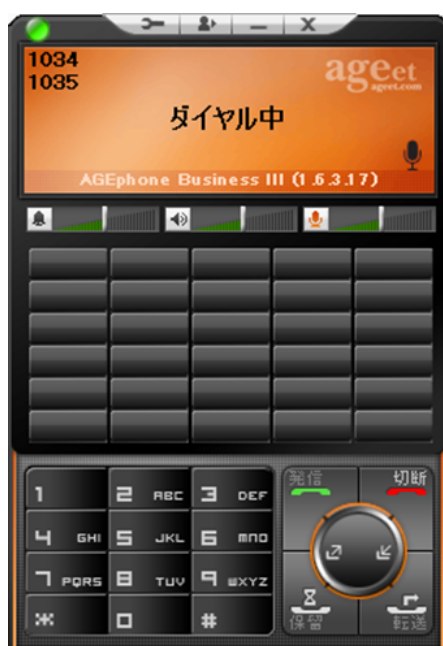 1034
1035
ageet
ageet.com
ダイヤル中
AGEphone Business III (1.6.3.17)
発信
切断
1
2 ABC
3 DEF
4 GHI
5 JKL
6 MNO
7 PQRS
8 TUV
9 WXYZ
*
0
#
保留
転送